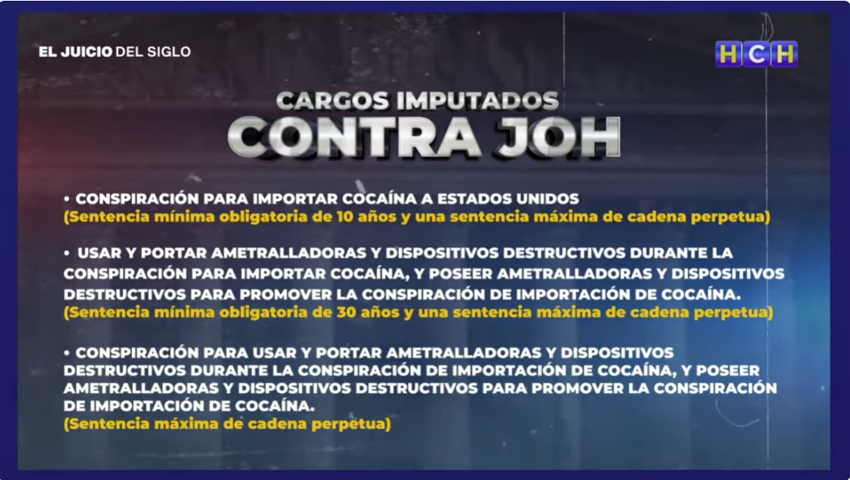 EL JUICIO DEL SIGLO
HCH
CARGOS IMPUTADOS
CONTRA JOH
• CONSPIRACIÓN PARA IMPORTAR COCAÍNA A ESTADOS UNIDOS
(Sentencia mínima obligatoria de 10 años y una sentencia máxima de cadena perpetua)
• USAR Y PORTAR AMETRALLADORAS Y DISPOSITIVOS DESTRUCTIVOS DURANTE LA
CONSPIRACIÓN PARA IMPORTAR COCAÍNA, Y POSEER AMETRALLADORAS Y DISPOSITIVOS
DESTRUCTIVOS PARA PROMOVER LA CONSPIRACIÓN DE IMPORTACIÓN DE COCAÍNA.
(Sentencia mínima obligatoria de 30 años y una sentencia máxima de cadena perpetua)
• CONSPIRACIÓN PARA USAR Y PORTAR AMETRALLADORAS Y DISPOSITIVOS
DESTRUCTIVOS DURANTE LA CONSPIRACIÓN DE IMPORTACIÓN DE COCAÍNA, Y POSEER
AMETRALLADORAS Y DISPOSITIVOS DESTRUCTIVOS PARA PROMOVER LA CONSPIRACIÓN
DE IMPORTACIÓN DE COCAÍNA.
(Sentencia máxima de cadena perpetua)